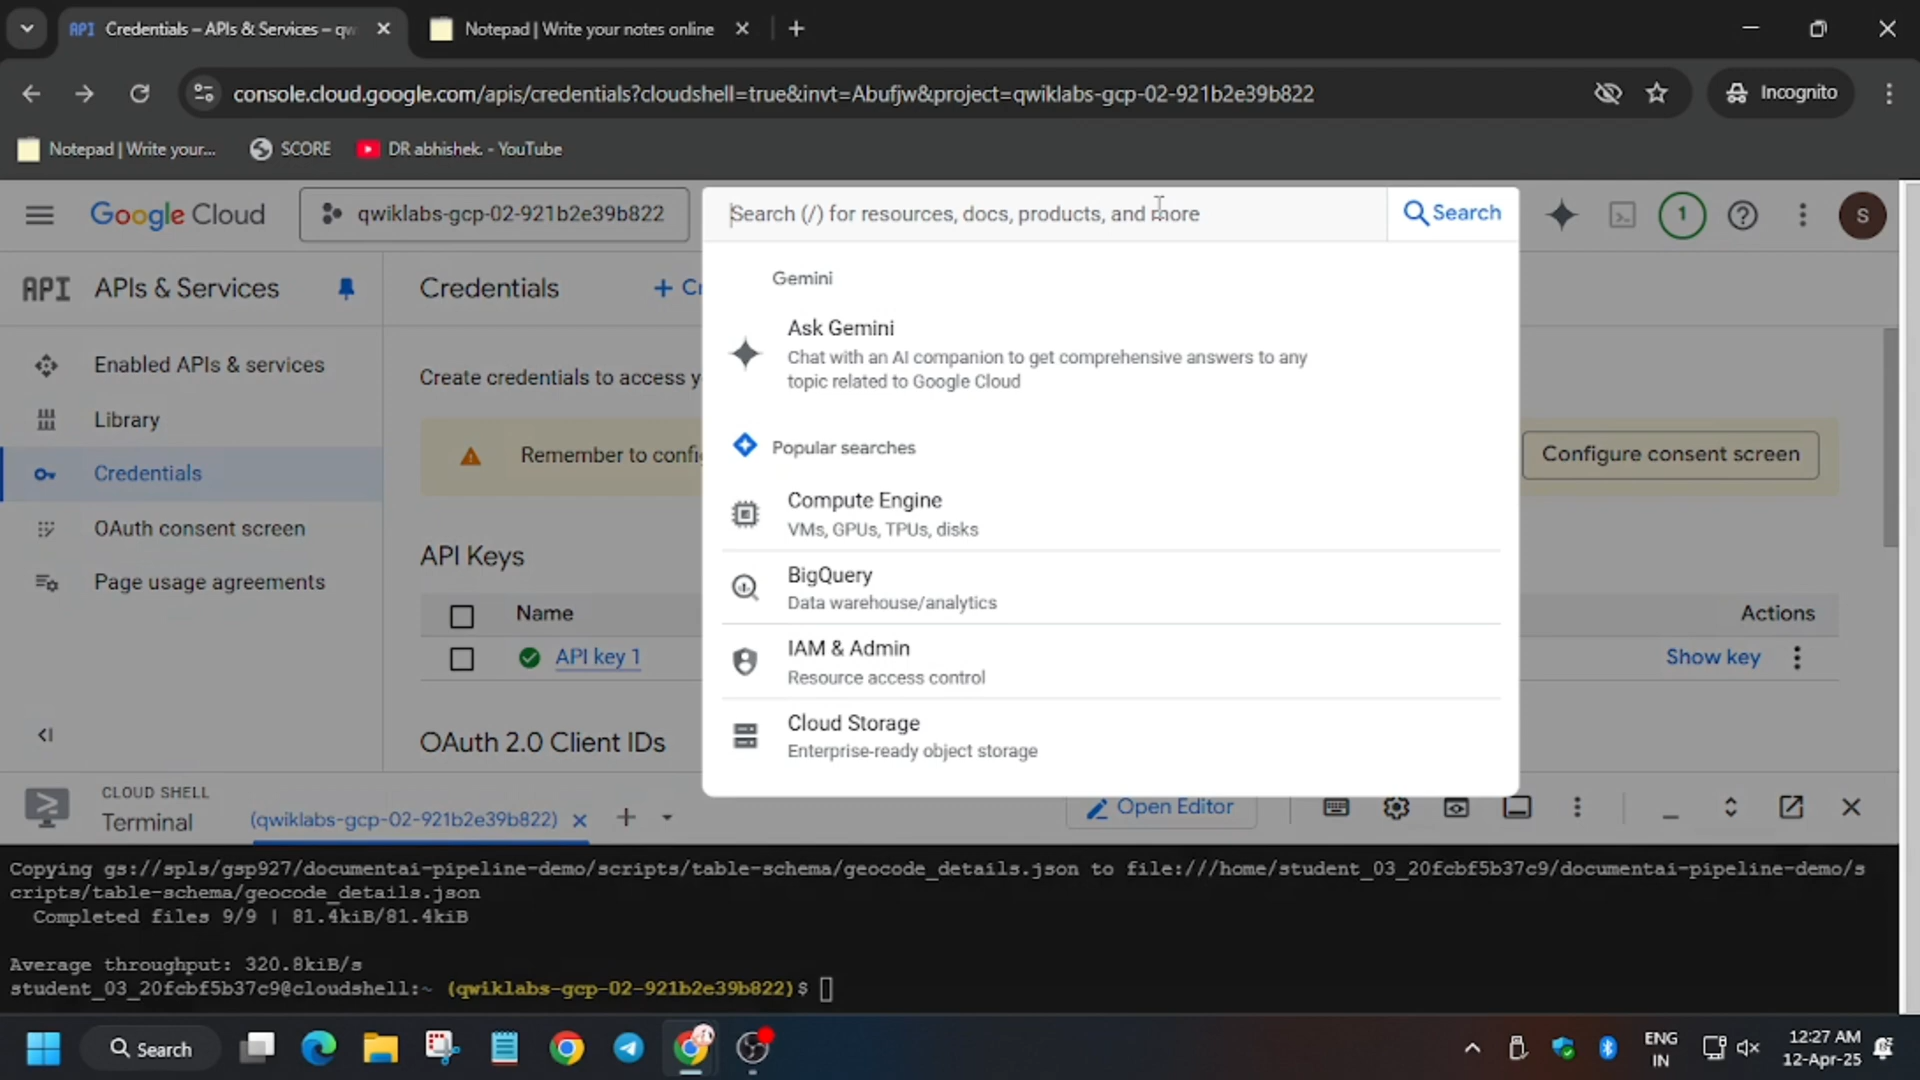 API Credentials – APIs & Services – qw
Notepad | Write your notes online
console.cloud.google.com/apis/credentials?cloudshell=true&invt=Abufjw&project=qwiklabs-gcp-02-921b2e39b822
Incognito
Notepad | Write your...
SCORE
DR abhishek. - YouTube
Google Cloud
qwiklabs-gcp-02-921b2e39b822
Search (/) for resources, docs, products, and more
Search
1
S
API APIs & Services
Enabled APIs & services
Library
Credentials
OAuth consent screen
Page usage agreements
Credentials
+ Cr
Create credentials to access y
Remember to confi
Configure consent screen
API Keys
Name
Actions
API key 1
Show key
OAuth 2.0 Client IDs
Gemini
Ask Gemini
Chat with an AI companion to get comprehensive answers to any
topic related to Google Cloud
Popular searches
Compute Engine
VMs, GPUs, TPUs, disks
BigQuery
Data warehouse/analytics
IAM & Admin
Resource access control
Cloud Storage
Enterprise-ready object storage
CLOUD SHELL
Terminal
(qwiklabs-gcp-02-921b2e39b822)
Open Editor
Copying gs://spls/gsp927/documentai-pipeline-demo/scripts/table-schema/geocode_details.json to file:///home/student_03_20fcbf5b37c9/documentai-pipeline-demo/s
cripts/table-schema/geocode_details.json
Completed files 9/9 | 81.4kiB/81.4kiB
Average throughput: 320.8kiB/s
student_03_20fcbf5b37c9@cloudshell:~ (qwiklabs-gcp-02-921b2e39b822)$
Search
ENG
IN
12:27 AM
12-Apr-25